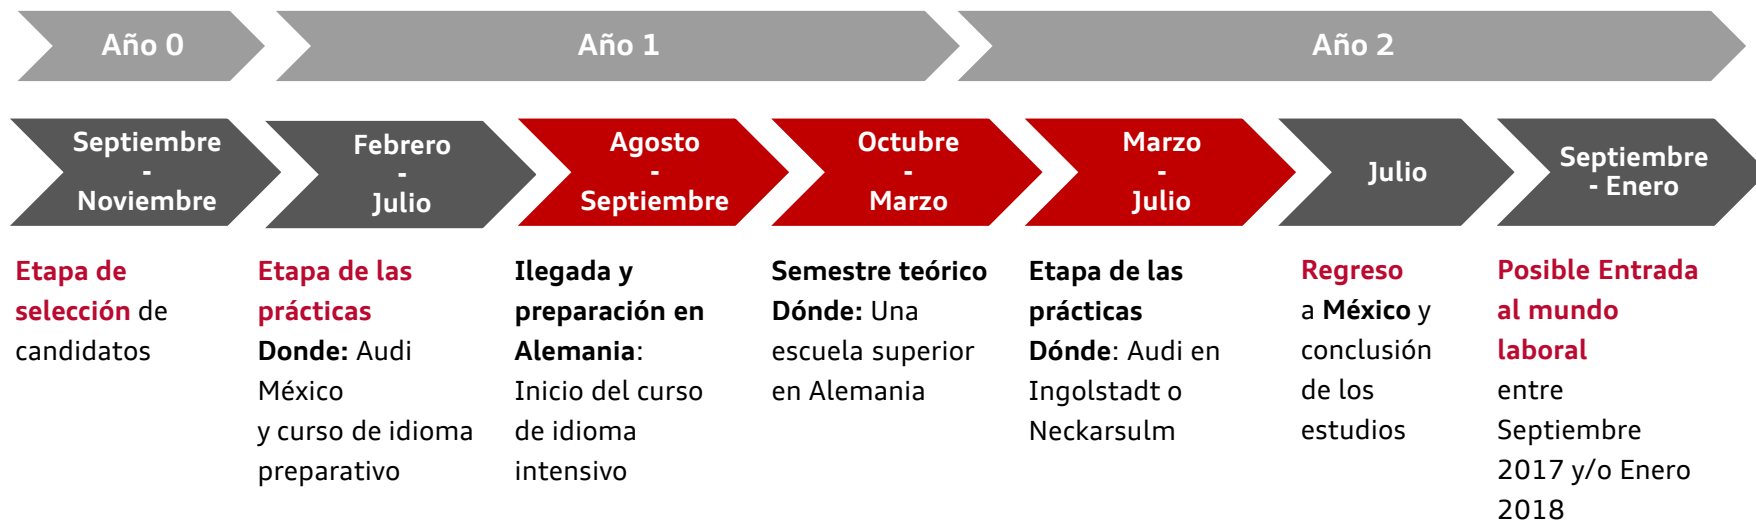 Año 0
Año 1
Año 2
Septiembre
-
Noviembre
Febrero
-
Julio
Agosto
-
Septiembre
Octubre
-
Marzo
Marzo
-
Julio
Julio
Septiembre
- Enero
Etapa de
selección de
candidatos
Etapa de las
prácticas
Donde: Audi
México
y curso de idioma
preparativo
Ilegada y
preparación en
Alemania:
Inicio del curso
de idioma
intensivo
Semestre teórico
Dónde: Una
escuela superior
en Alemania
Etapa de las
prácticas
Dónde: Audi en
Ingolstadt o
Neckarsulm
Regreso
a México y
conclusión
de los
estudios
Posible Entrada
al mundo
laboral
entre
Septiembre
2017 y/o Enero
2018